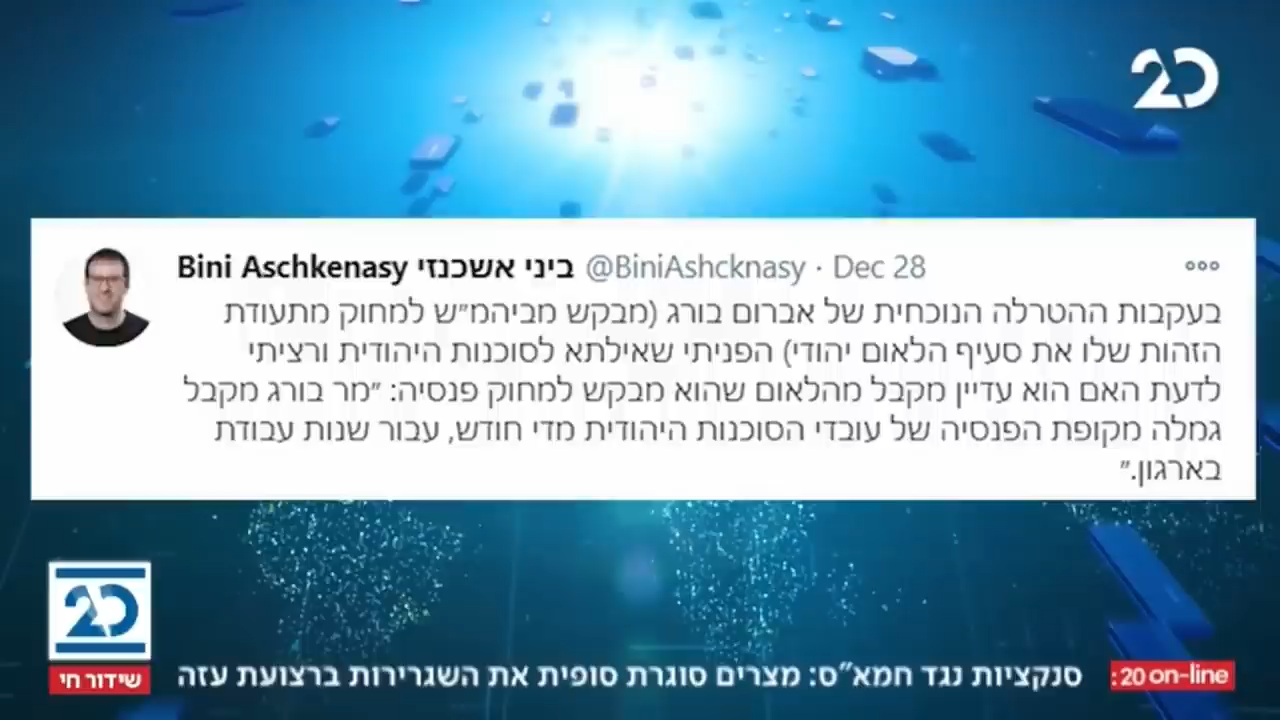 20
Bini Aschkenasy ביני אשכנזי @BiniAshcknasy · Dec 28
בעקבות ההטרלה הנוכחית של אברום בורג (מבקש מביהמ״ש למחוק מתעודת
הזהות שלו את סעיף הלאום יהודי) הפניתי שאילתא לסוכנות היהודית ורציתי
לדעת האם הוא עדיין מקבל מהלאום שהוא מבקש למחוק פנסיה: ״מר בורג מקבל
גמלה מקופת הפנסיה של עובדי הסוכנות היהודית מדי חודש, עבור שנות עבודת
בארגון.״
20
שידור חי
20 on-line:
סנקציות נגד חמא״ס: מצרים סוגרת סופית את השגרירות ברצועת עזה